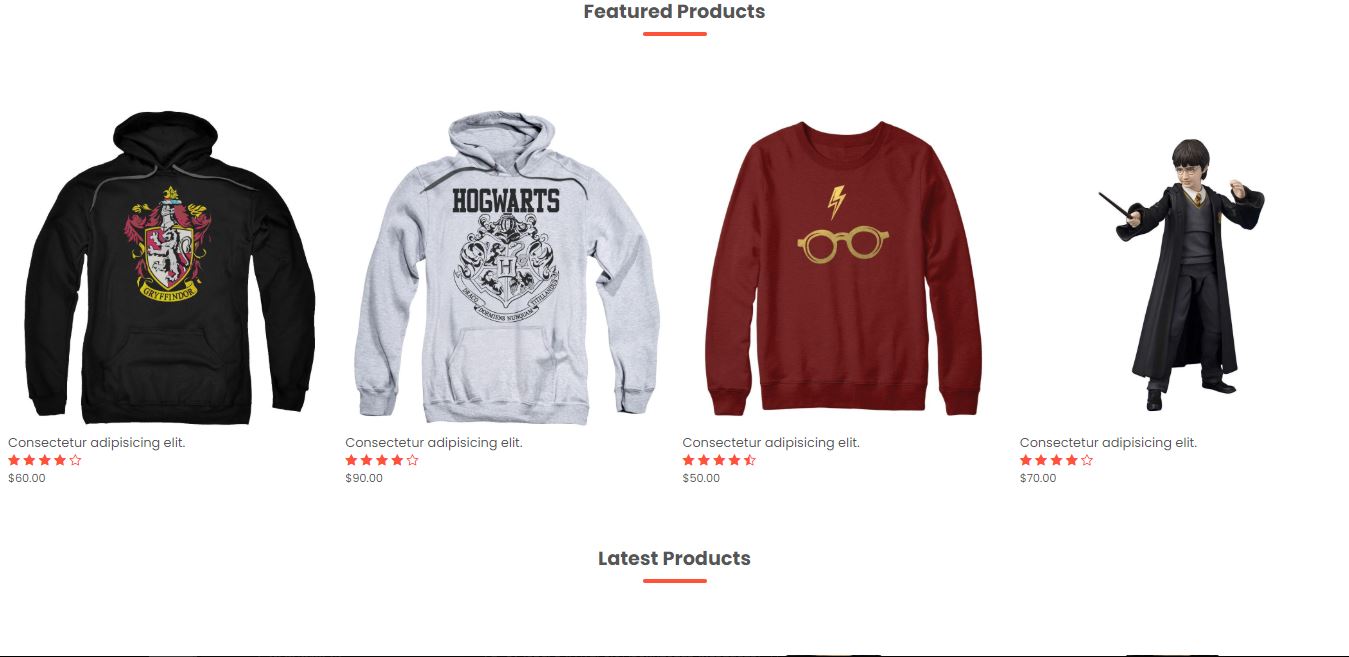 Featured Products
GRYFFINDOR
HOGWARTS
H
DRACO
DORMIENS NUNQUAM
TITILLANDUS
Consectetur adipisicing elit.
Consectetur adipisicing elit.
Consectetur adipisicing elit.
Consectetur adipisicing elit.
$60.00
$90.00
$50.00
$70.00
Latest Products